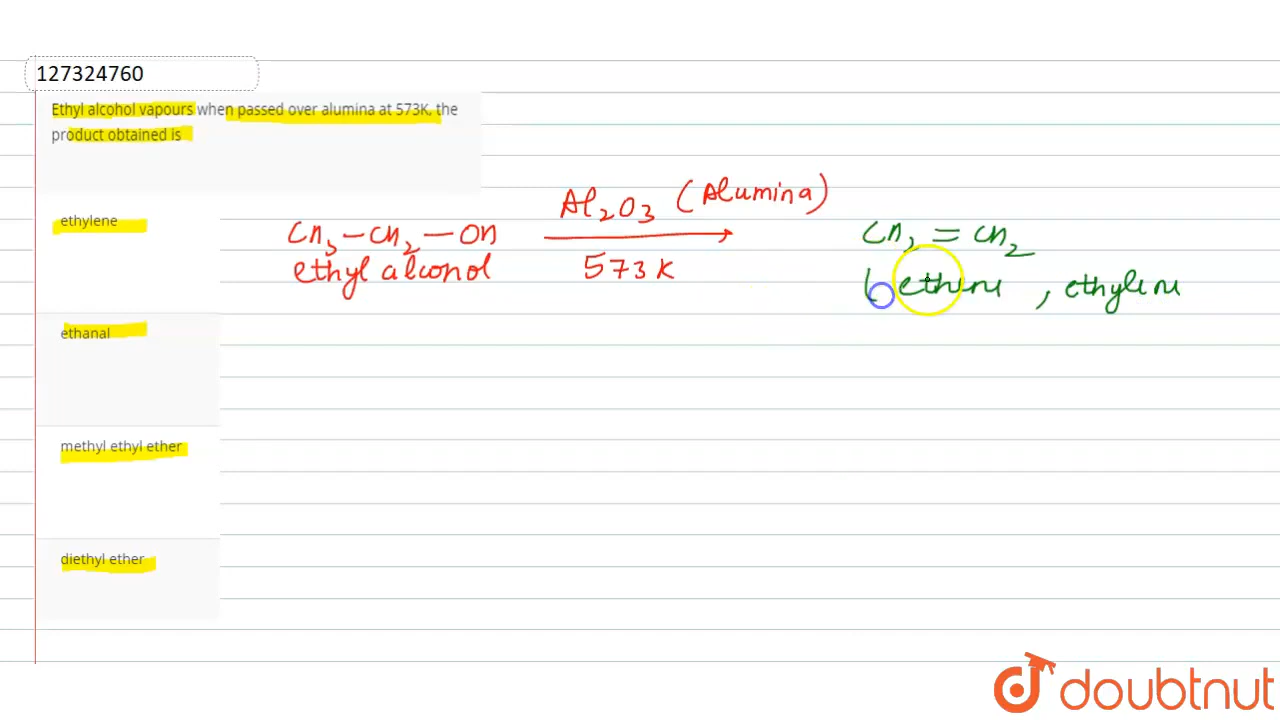 127324760
Ethyl alcohol vapours when passed over alumina at 573K, the
product obtained is
ethylene
ethanal
methyl ethyl ether
diethyl ether
Al2O3 (Alumina)
CH3 — CH2 — OH
ethyl alcohol
573 K
CH2 = CH2
( ethene , ethylene
doubtnut